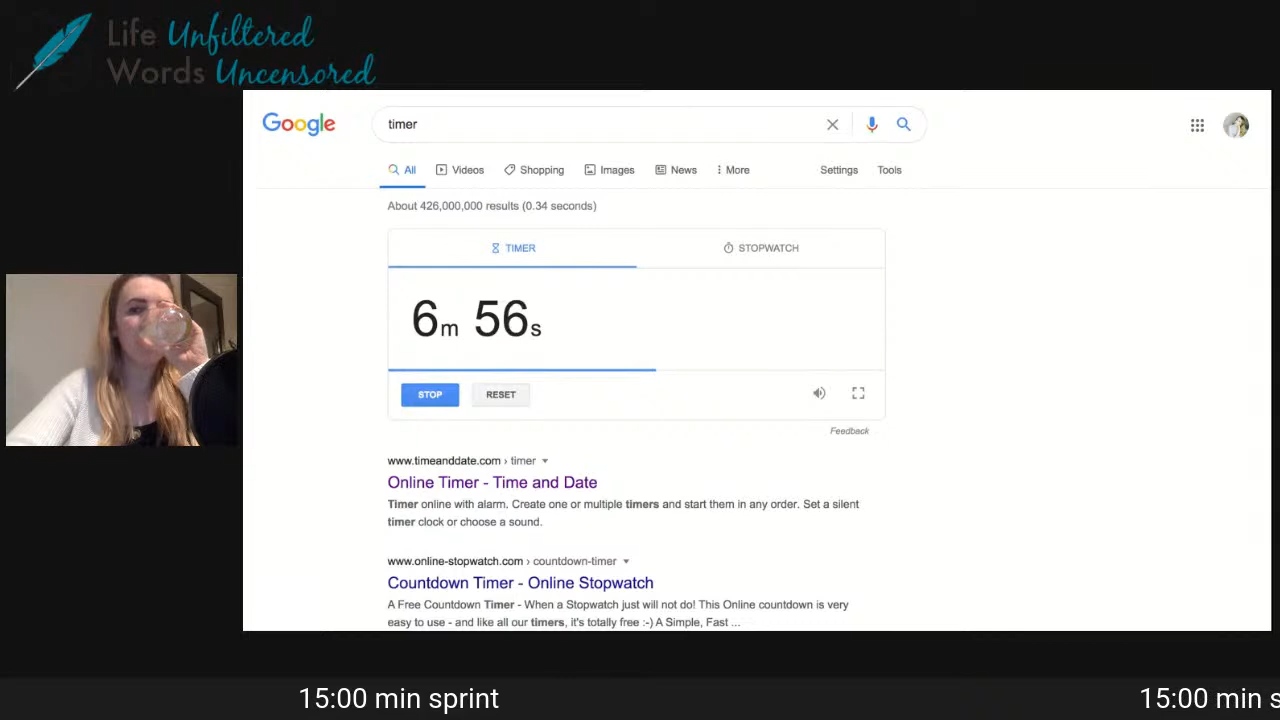 Life Unfiltered
Words Uncensored
Google
timer
All
Videos
Shopping
Images
News
More
Settings
Tools
About 426,000,000 results (0.34 seconds)
TIMER
STOPWATCH
6m 56s
STOP
RESET
Feedback
www.timeanddate.com › timer
Online Timer - Time and Date
Timer online with alarm. Create one or multiple timers and start them in any order. Set a silent
timer clock or choose a sound.
www.online-stopwatch.com › countdown-timer
Countdown Timer - Online Stopwatch
A Free Countdown Timer - When a Stopwatch just will not do! This Online countdown is very
easy to use - and like all our timers, it's totally free :-) A Simple, Fast ...
15:00 min sprint
15:00 min s